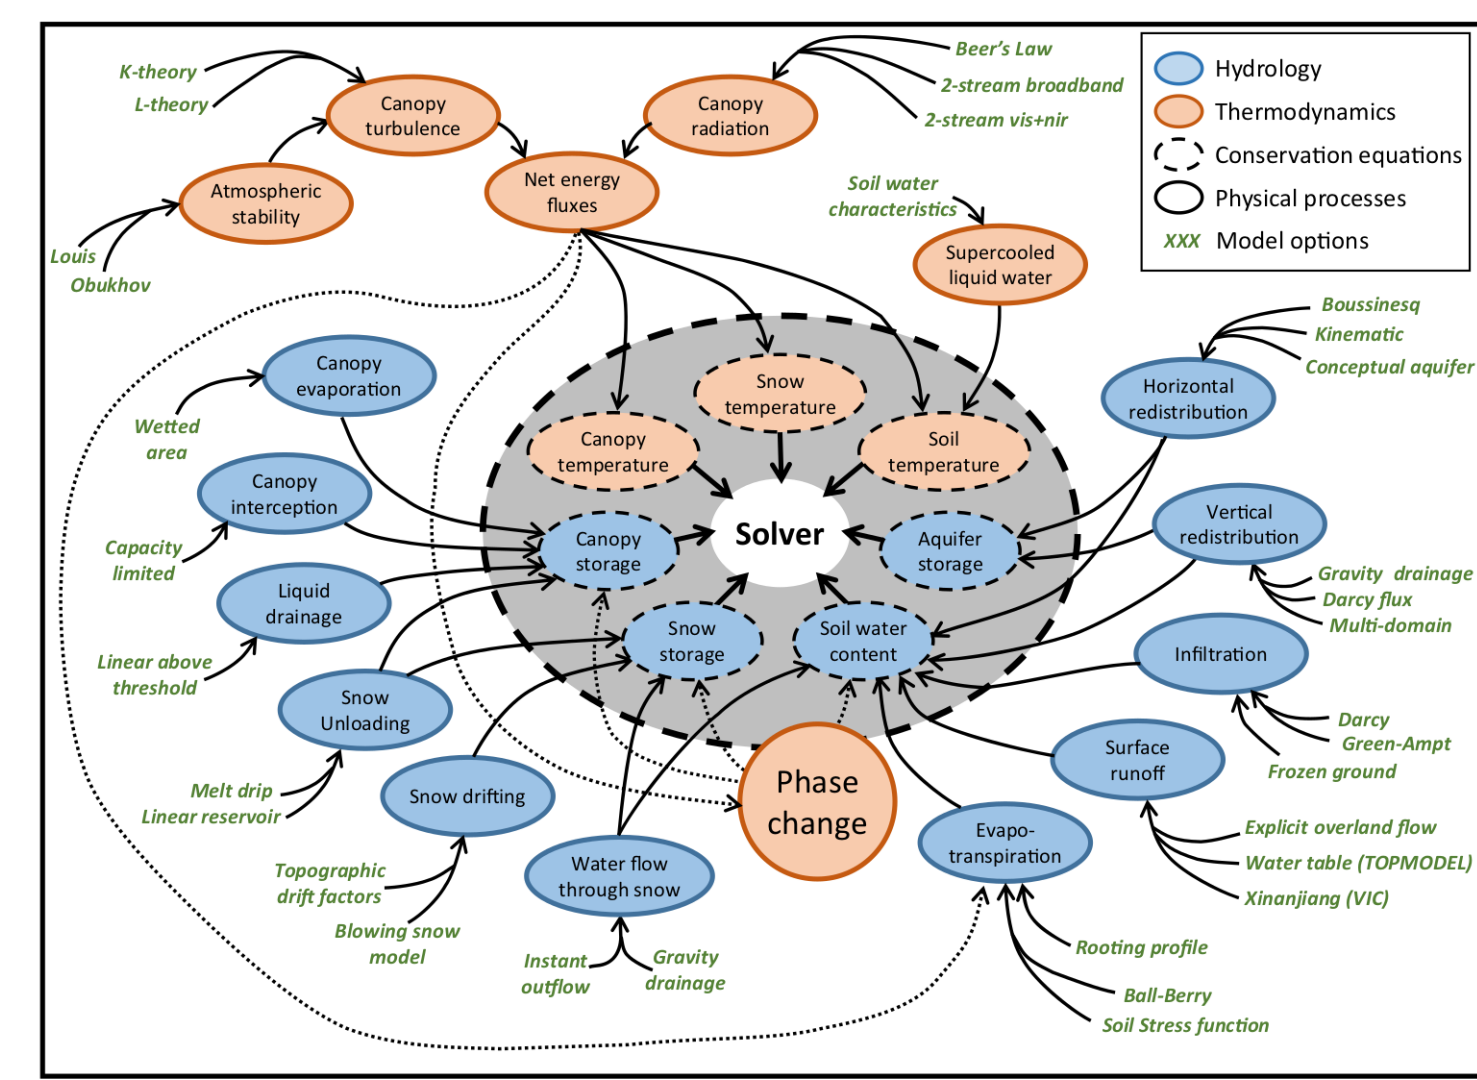 K-theory
L-theory
Canopy
turbulence
Canopy
radiation
Beer's Law
2-stream broadband
2-stream vis+nir
Hydrology
Thermodynamics
Conservation equations
Physical processes
XXX Model options
Atmospheric
stability
Louis
Obukhov
Net energy
fluxes
Soil water
characteristics
Supercooled
liquid water
Boussinesq
Kinematic
Conceptual aquifer
Horizontal
redistribution
Canopy
evaporation
Wetted
area
Snow
temperature
Canopy
temperature
Soil
temperature
Canopy
interception
Capacity
limited
Solver
Canopy
storage
Aquifer
storage
Vertical
redistribution
Gravity drainage
Darcy flux
Multi-domain
Liquid
drainage
Linear above
threshold
Snow
storage
Soil water
content
Infiltration
Darcy
Green-Ampt
Frozen ground
Snow
Unloading
Melt drip
Linear reservoir
Snow drifting
Topographic
drift factors
Blowing snow
model
Phase
change
Surface
runoff
Explicit overland flow
Water table (TOPMODEL)
Xinanjiang (VIC)
Water flow
through snow
Instant
outflow
Gravity
drainage
Evapo-
transpiration
Rooting profile
Ball-Berry
Soil Stress function